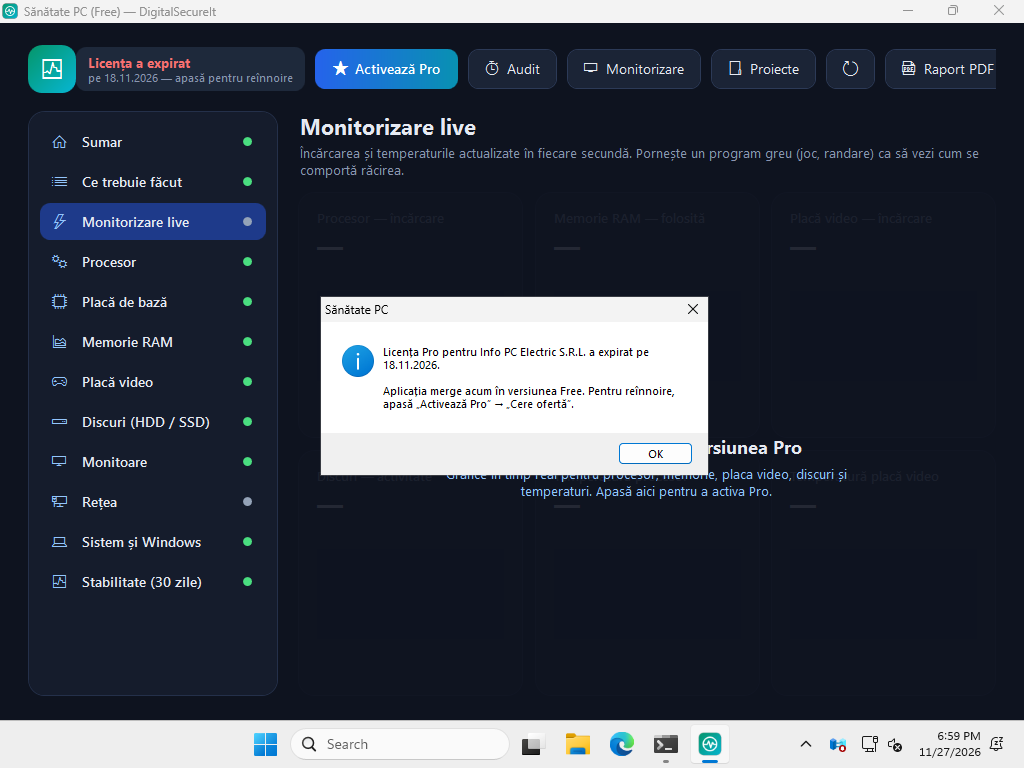 Sănătate PC (Free) — DigitalSecureIt
Licența a expirat
pe 18.11.2026 — apasă pentru reînnoire
Activează Pro
Audit
Monitorizare
Proiecte
Raport PDF
Sumar
Ce trebuie făcut
Monitorizare live
Procesor
Placă de bază
Memorie RAM
Placă video
Discuri (HDD / SSD)
Monitoare
Rețea
Sistem și Windows
Stabilitate (30 zile)
Monitorizare live
Încărcarea și temperaturile actualizate în fiecare secundă. Pornește un program greu (joc, randare) ca să vezi cum se
comportă răcirea.
Procesor — încărcare
Memorie RAM — folosită
Placă video — încărcare
Sănătate PC
Licența Pro pentru Info PC Electric S.R.L. a expirat pe
18.11.2026.
Aplicația merge acum în versiunea Free. Pentru reînnoire,
apasă „Activează Pro” → „Cere ofertă”.
OK
rsiunea Pro
Discuri — activitate
Grafice în timp real pentru procesor, memorie, placa video, discuri și
placă video
temperaturi. Apasă aici pentru a activa Pro.
Search
6:59 PM
11/27/2026